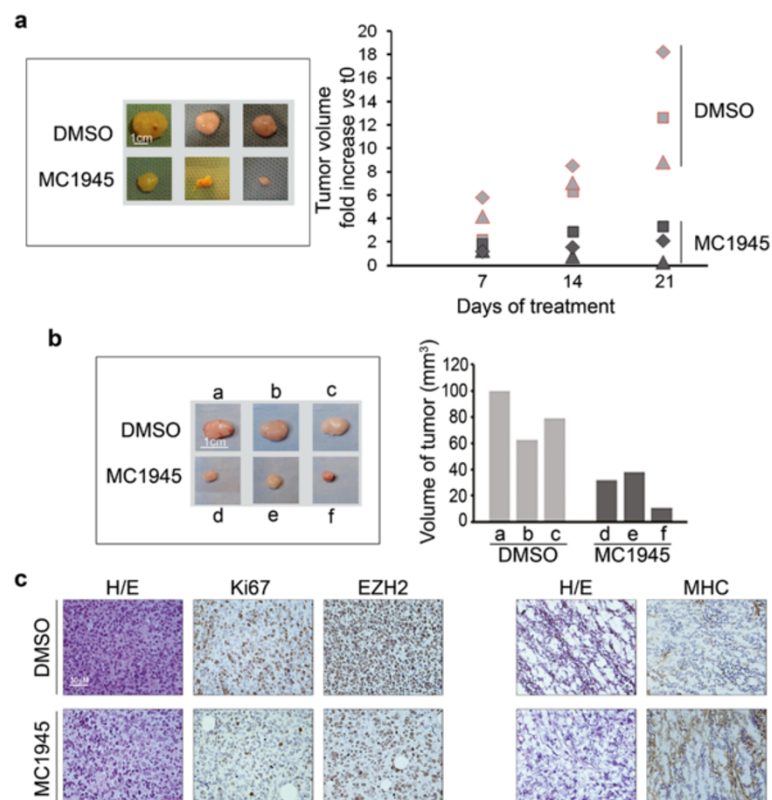 a
DMSO
1cm
MC1945
Tumor volume
fold increase vs t0
20
18
16
14
12
10
8
6
4
2
0
7 14 21
Days of treatment
DMSO
MC1945
b
a b c
DMSO
1cm
MC1945
d e f
Volume of tumor (mm³)
120
100
80
60
40
20
0
a b c d e f
DMSO MC1945
c
H/E Ki67 EZH2 H/E MHC
DMSO
MC1945